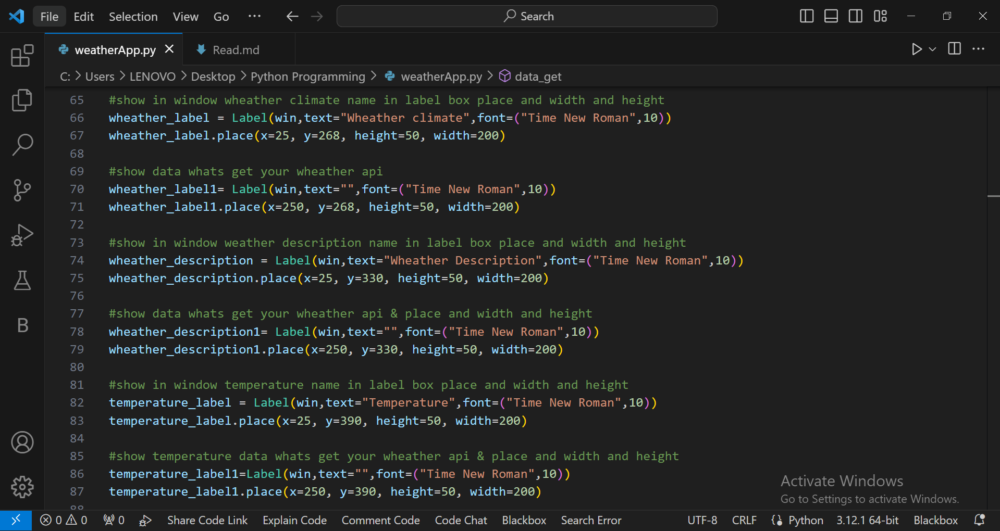 File Edit Selection View Go ··· Search
weatherApp.py Read.md
C: > Users > LENOVO > Desktop > Python Programming > weatherApp.py > data_get
65 #show in window wheather climate name in label box place and width and height
66 wheather_label = Label(win,text="Wheather climate",font=("Time New Roman",10))
67 wheather_label.place(x=25, y=268, height=50, width=200)
68
69 #show data whats get your wheather api
70 wheather_label1= Label(win,text="",font=("Time New Roman",10))
71 wheather_label1.place(x=250, y=268, height=50, width=200)
72
73 #show in window weather description name in label box place and width and height
74 wheather_description = Label(win,text="Wheather Description",font=("Time New Roman",10))
75 wheather_description.place(x=25, y=330, height=50, width=200)
76
77 #show data whats get your wheather api & place and width and height
78 wheather_description1= Label(win,text="",font=("Time New Roman",10))
79 wheather_description1.place(x=250, y=330, height=50, width=200)
80
81 #show in window temperature name in label box place and width and height
82 temperature_label = Label(win,text="Temperature",font=("Time New Roman",10))
83 temperature_label.place(x=25, y=390, height=50, width=200)
84
85 #show temperature data whats get your wheather api & place and width and height
86 temperature_label1=Label(win,text="",font=("Time New Roman",10))
87 temperature_label1.place(x=250, y=390, height=50, width=200)
88
B
Activate Windows
Go to Settings to activate Windows.
0 0 0 Share Code Link Explain Code Comment Code Code Chat Blackbox Search Error UTF-8 CRLF Python 3.12.1 64-bit Blackbox